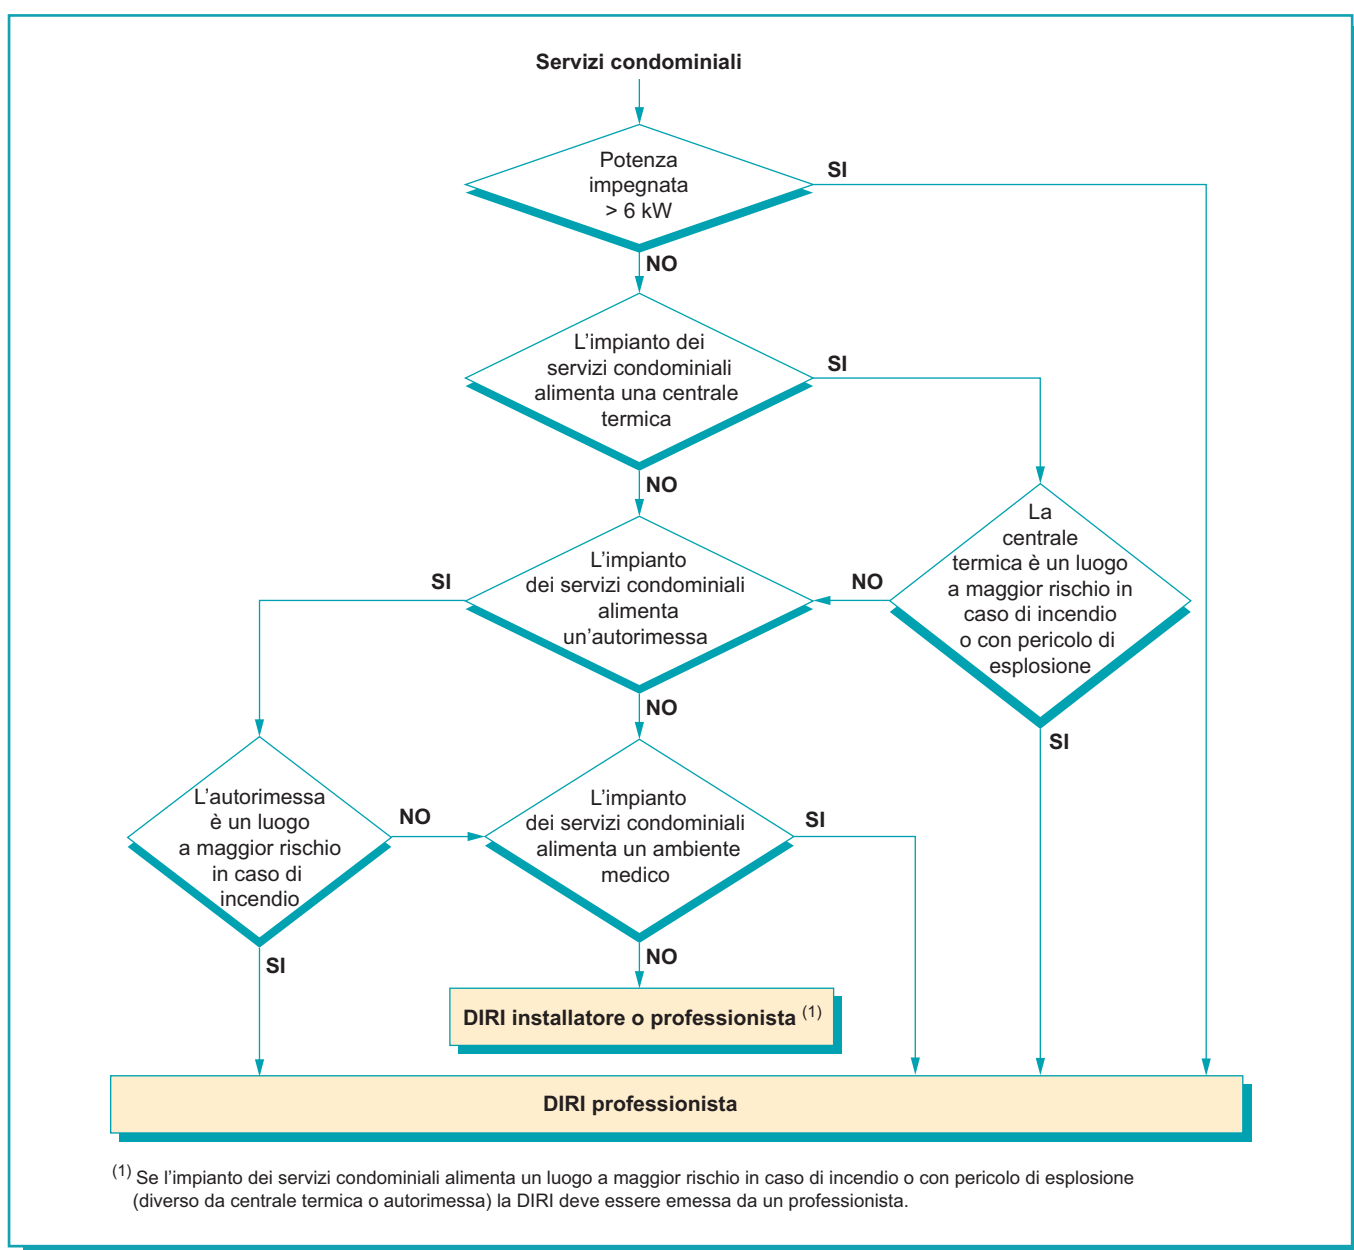 Servizi condominiali
Potenza
impegnata
> 6 kW
SI
NO
L'impianto dei
servizi condominiali
alimenta una centrale
termica
SI
NO
La
centrale
termica è un luogo
a maggior rischio in
caso di incendio
o con pericolo di
esplosione
NO
SI
L'impianto
dei servizi condominiali
alimenta
un'autorimessa
SI
NO
L'autorimessa
è un luogo
a maggior rischio
in caso di
incendio
NO
SI
L'impianto
dei servizi condominiali
alimenta un ambiente
medico
SI
NO
DIRI installatore o professionista (1)
DIRI professionista
(1) Se l'impianto dei servizi condominiali alimenta un luogo a maggior rischio in caso di incendio o con pericolo di esplosione
(diverso da centrale termica o autorimessa) la DIRI deve essere emessa da un professionista.